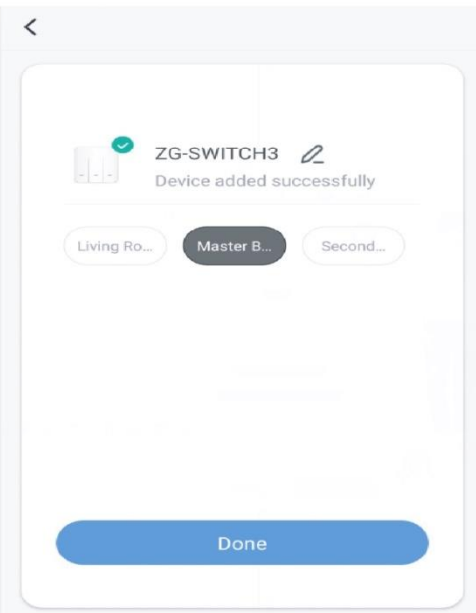 ZG-SWITCH3
Device added successfully
Living Ro... Master B... Second...
Done